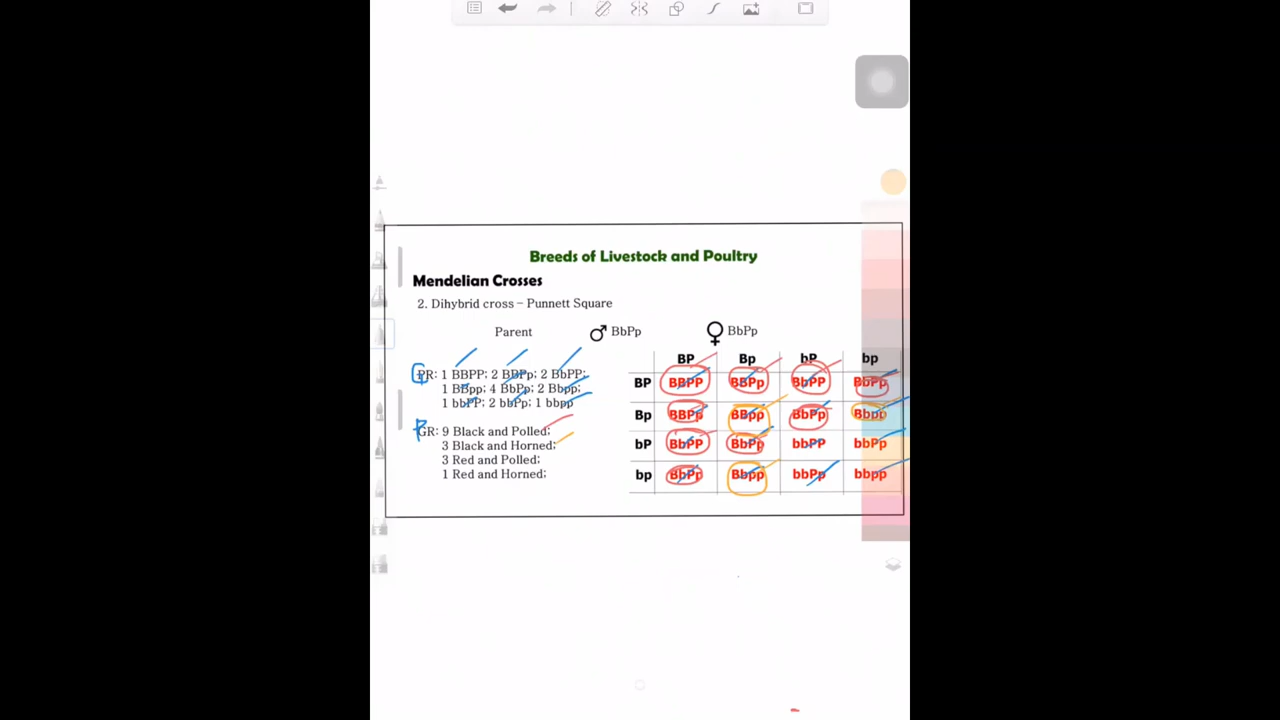 Breeds of Livestock and Poultry
Mendelian Crosses
2. Dihybrid cross – Punnett Square
Parent ♂ BbPp ♀ BbPp
PR: 1 BBPP; 2 BBPp; 2 BbPP;
1 BBpp; 4 BbPp; 2 Bbpp;
1 bbPP; 2 bbPp; 1 bbpp
GR: 9 Black and Polled;
3 Black and Horned;
3 Red and Polled;
1 Red and Horned;
BP Bp bP bp
BP BBPP BBPp BbPP BbPp
Bp BBPp BBpp BbPp Bbpp
bP BbPP BbPp bbPP bbPp
bp BbPp Bbpp bbPp bbpp